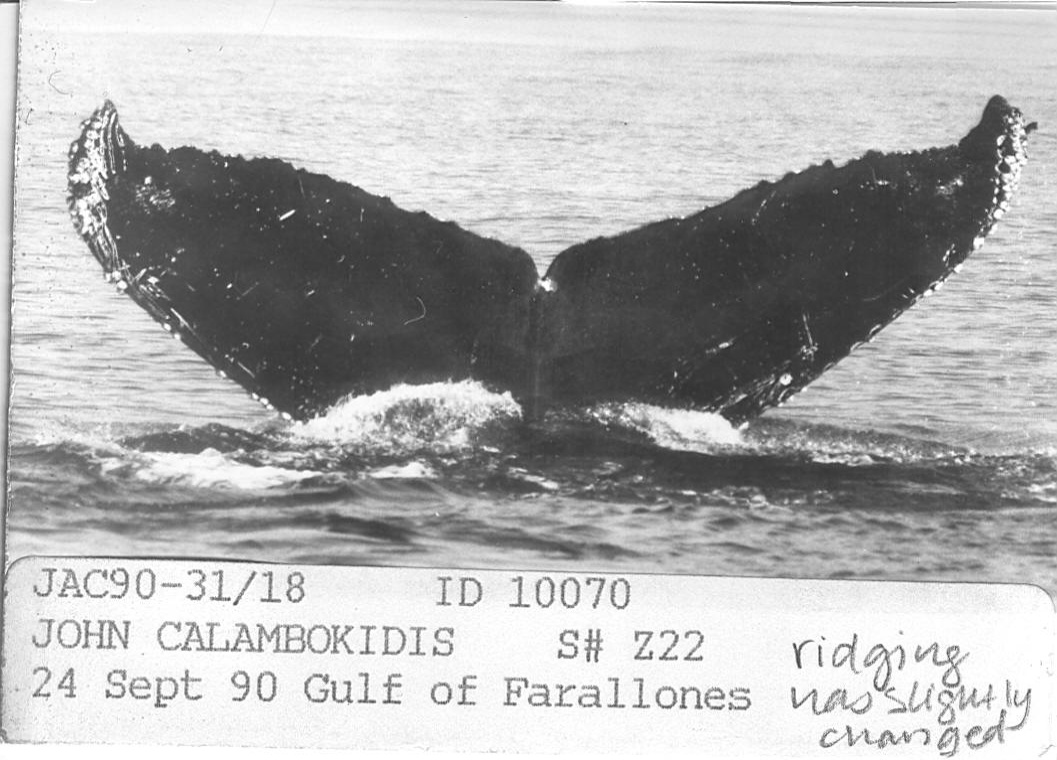 JAC90-31/18 ID 10070
JOHN CALAMBOKIDIS S# Z22
24 Sept 90 Gulf of Farallones
ridging
has slightly
changed